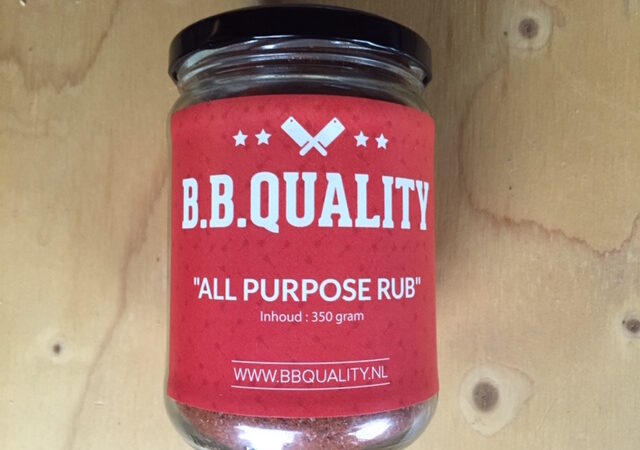 B.B.QUALITY
"ALL PURPOSE RUB"
Inhoud : 350 gram
WWW.BBQUALITY.NL